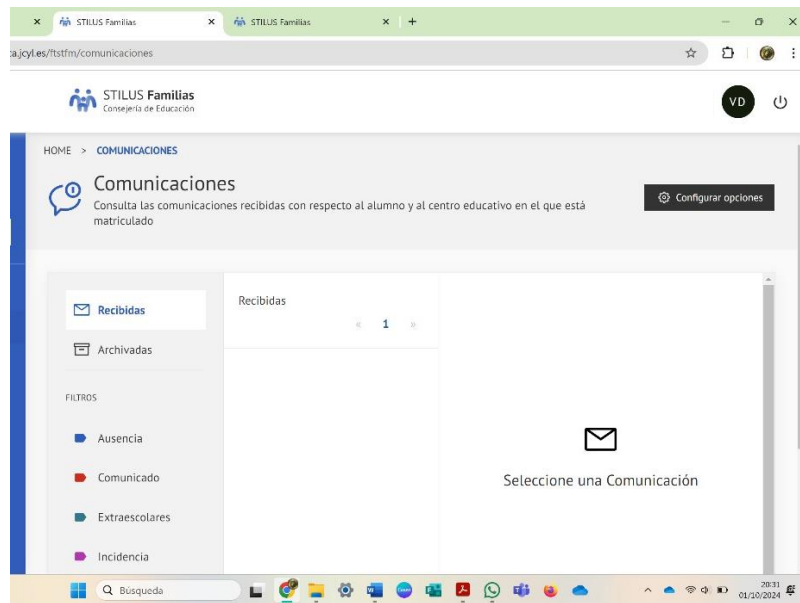 STILUS Familias
STILUS Familias
ca.jcyl.es/ftstfm/comunicaciones
STILUS Familias
Consejería de Educación
VD
HOME > COMUNICACIONES
Comunicaciones
Consulta las comunicaciones recibidas con respecto al alumno y al centro educativo en el que está
matriculado
Configurar opciones
Recibidas
Archivadas
FILTROS
Ausencia
Comunicado
Extraescolares
Incidencia
Recibidas
« 1 »
Seleccione una Comunicación
Búsqueda
20:31
01/10/2024